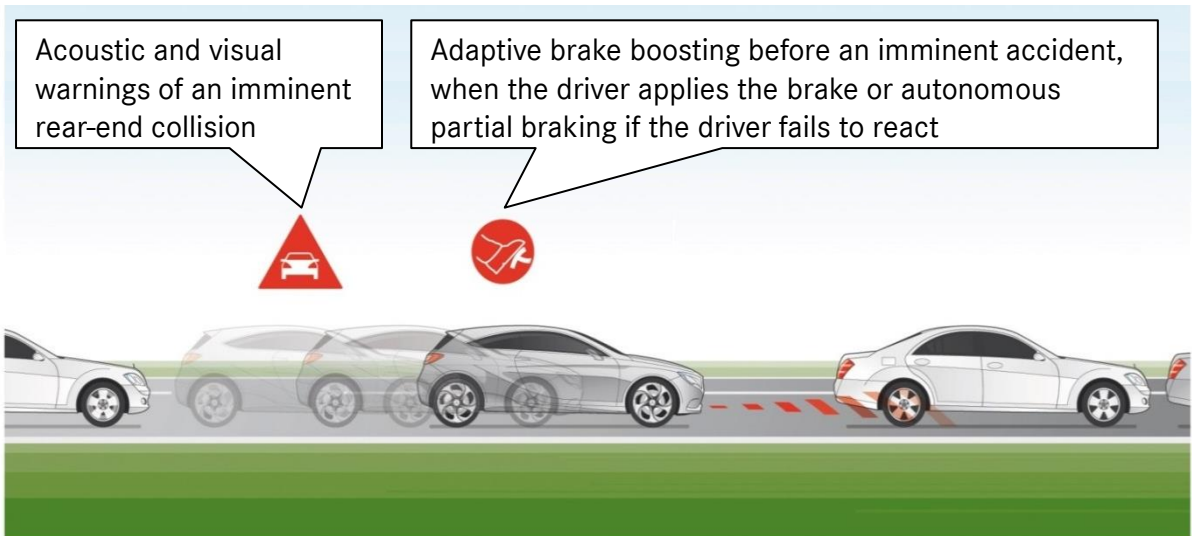 Acoustic and visual
warnings of an imminent
rear-end collision
Adaptive brake boosting before an imminent accident,
when the driver applies the brake or autonomous
partial braking if the driver fails to react